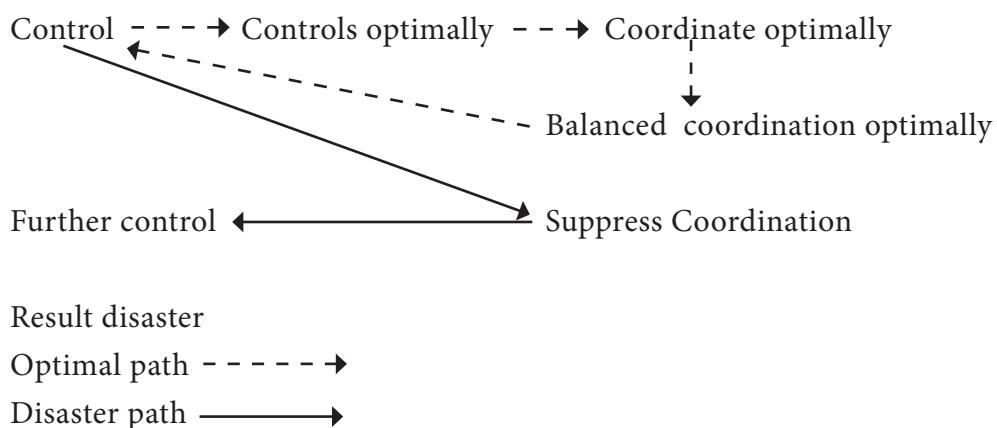 Control Controls optimally Coordinate optimally
Balanced coordination optimally
Further control Suppress Coordination
Result disaster
Optimal path
Disaster path